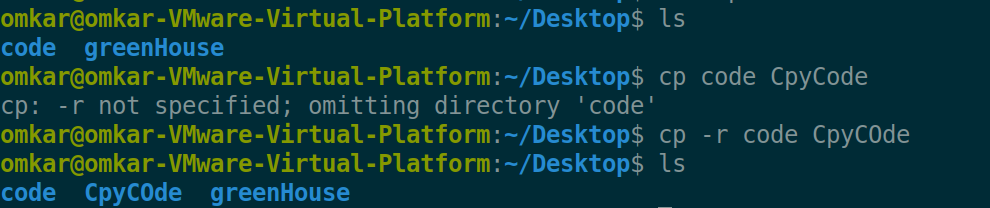 omkar@omkar-VMware-Virtual-Platform:~/Desktop$ ls
code  greenHouse
omkar@omkar-VMware-Virtual-Platform:~/Desktop$ cp code CpyCode
cp: -r not specified; omitting directory 'code'
omkar@omkar-VMware-Virtual-Platform:~/Desktop$ cp -r code CpyCOde
omkar@omkar-VMware-Virtual-Platform:~/Desktop$ ls
code  CpyCOde  greenHouse